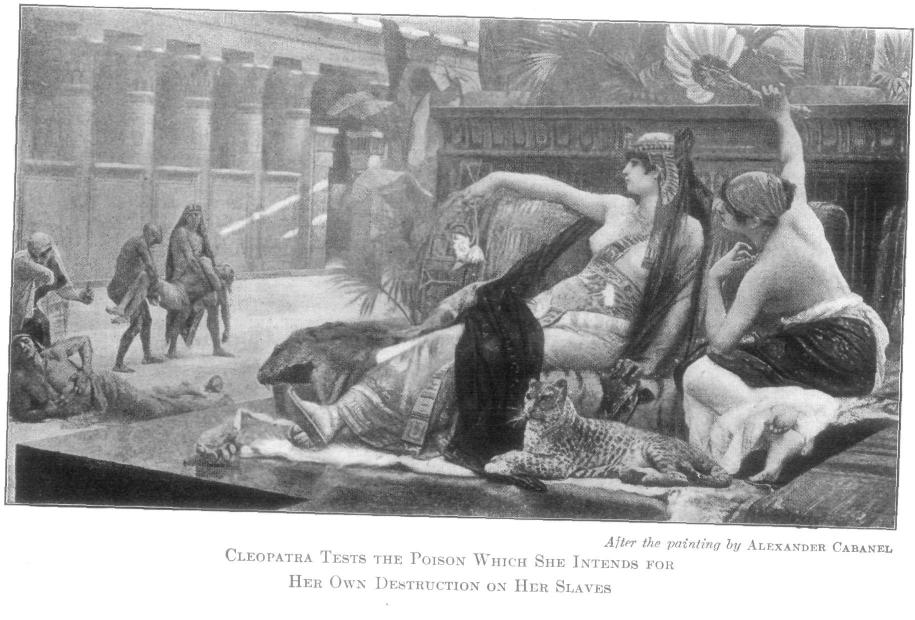 After the painting by ALEXANDER CABANEL
CLEOPATRA TESTS THE POISON WHICH SHE INTENDS FOR
HER OWN DESTRUCTION ON HER SLAVES